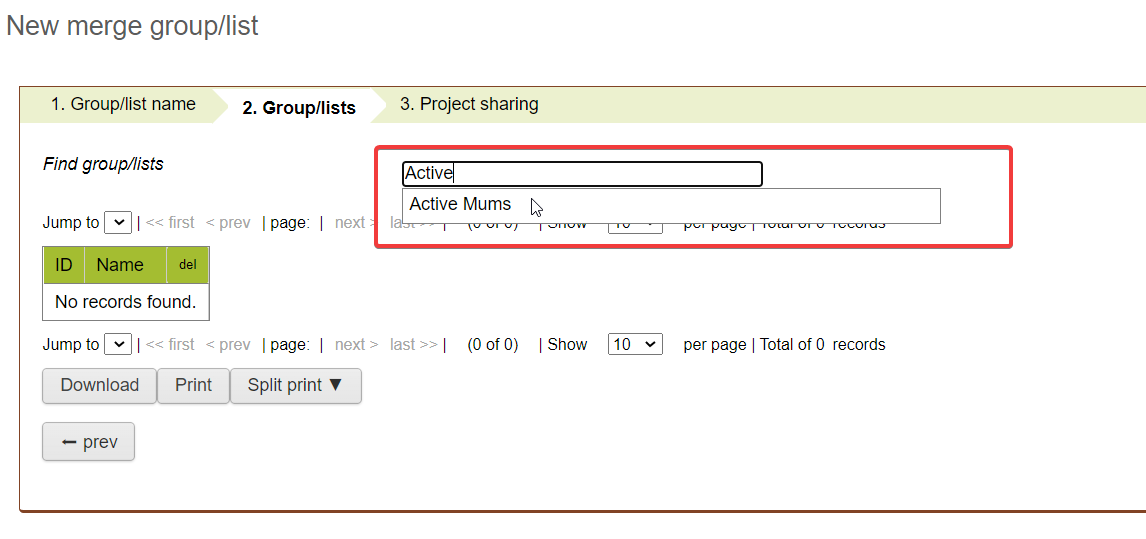 New merge group/list
1. Group/list name 2. Group/lists 3. Project sharing
Find group/lists Active
Active Mums
Jump to | << first < prev | page: | next > last >> | (0 of 0) | Show 10 per page | Total of 0 records
ID Name del
No records found.
Jump to | << first < prev | page: | next > last >> | (0 of 0) | Show 10 per page | Total of 0 records
Download Print Split print ▼
← prev